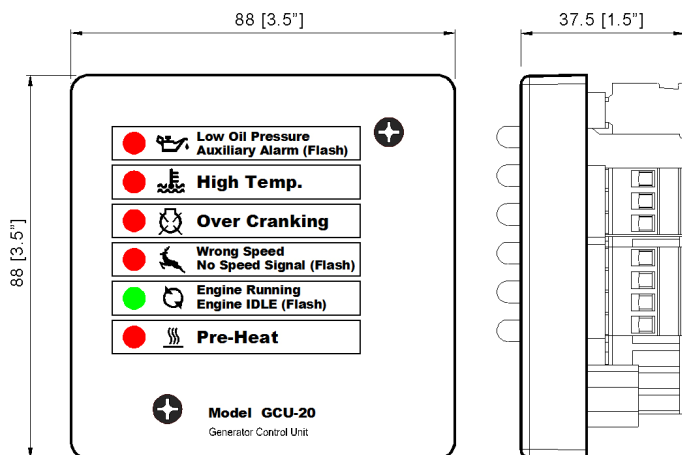 88 [3.5"]
37.5 [1.5"]
88 [3.5"]
Low Oil Pressure
Auxiliary Alarm (Flash)
High Temp.
Over Cranking
Wrong Speed
No Speed Signal (Flash)
Engine Running
Engine IDLE (Flash)
Pre-Heat
Model GCU-20
Generator Control Unit